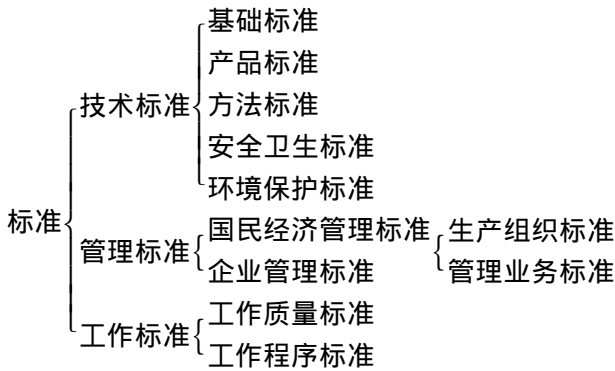 基础标准
产品标准
技术标准
方法标准
安全卫生标准
环境保护标准
标准
管理标准
国民经济管理标准
生产组织标准
企业管理标准
管理业务标准
工作标准
工作质量标准
工作程序标准